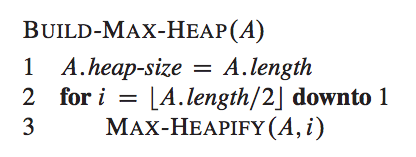 BUILD-MAX-HEAP(A)
1 A.heap-size = A.length
2 for i = ⌊A.length/2⌋ downto 1
3 MAX-HEAPIFY(A, i)